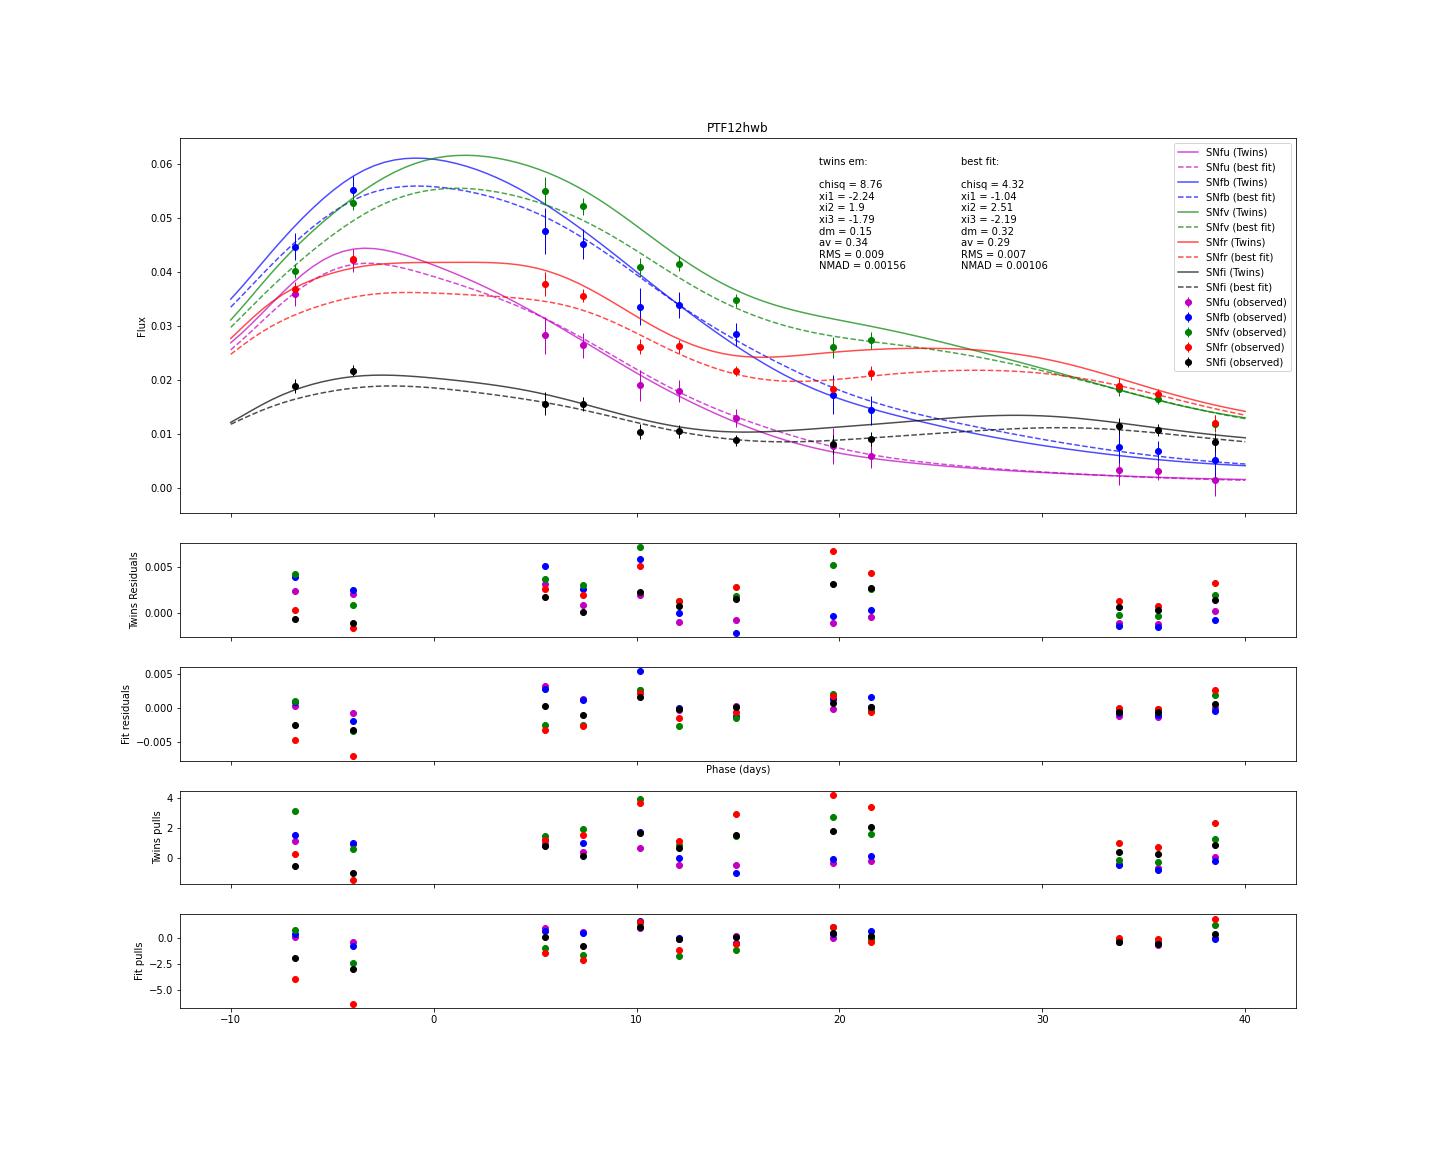 PTF12hwb
Flux
0.06
0.05
0.04
0.03
0.02
0.01
0.00
twins em:
chisq = 8.76
xi1 = -2.24
xi2 = 1.9
xi3 = -1.79
dm = 0.15
av = 0.34
RMS = 0.009
NMAD = 0.00156
best fit:
chisq = 4.32
xi1 = -1.04
xi2 = 2.51
xi3 = -2.19
dm = 0.32
av = 0.29
RMS = 0.007
NMAD = 0.00106
SNfu (Twins)
SNfu (best fit)
SNfb (Twins)
SNfb (best fit)
SNfv (Twins)
SNfv (best fit)
SNfr (Twins)
SNfr (best fit)
SNfi (Twins)
SNfi (best fit)
SNfu (observed)
SNfb (observed)
SNfv (observed)
SNfr (observed)
SNfi (observed)
Twins Residuals
0.005
0.000
Fit residuals
0.005
0.000
−0.005
Phase (days)
Twins pulls
4
2
0
Fit pulls
0.0
−2.5
−5.0
−10
0
10
20
30
40